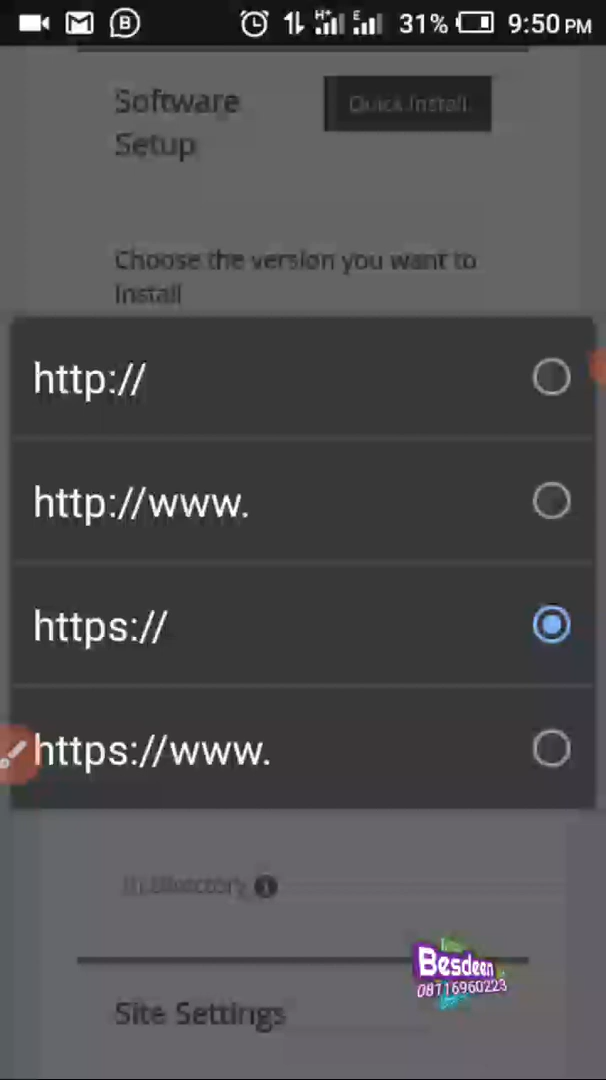 31% 9:50 PM
Software
Setup
Quick Install
Choose the version you want to
install
http://
http://www.
https://
https://www.
In Directory
Besdeen
08716960223
Site Settings